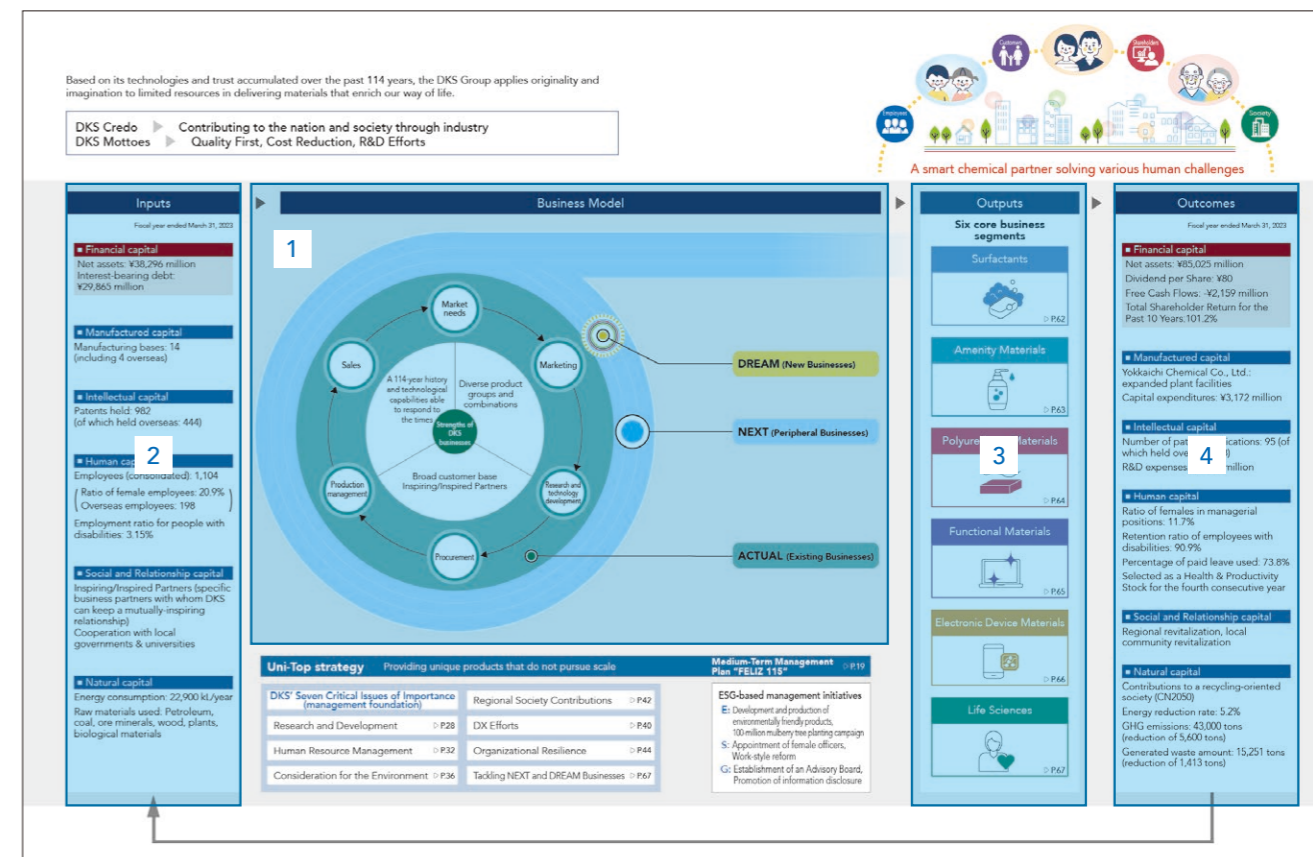 Based on its technologies and trust accumulated over the past 114 years, the DKS Group applies originality and
imagination to limited resources in delivering materials that enrich our way of life.
DKS Credo Contributing to the nation and society through industry
DKS Mottoes Quality First, Cost Reduction, R&D Efforts
Employees
Customers
Shareholders
Society
A smart chemical partner solving various human challenges
Inputs
Fiscal year ended March 31, 2023
■ Financial capital
Net assets: ¥38,296 million
Interest-bearing debt:
¥29,865 million
■ Manufactured capital
Manufacturing bases: 14
(including 4 overseas)
■ Intellectual capital
Patents held: 982
(of which held overseas: 444)
2
■ Human
Employees (consolidated): 1,104
Ratio of female employees: 20.9%
Overseas employees: 198
Employment ratio for people with
disabilities: 3.15%
■ Social and Relationship capital
Inspiring/Inspired Partners (specific
business partners with whom DKS
can keep a mutually-inspiring
relationship)
Cooperation with local
governments & universities
■ Natural capital
Energy consumption: 22,900 kL/year
Raw materials used: Petroleum,
coal, ore minerals, wood, plants,
biological materials
Business Model
1
Market
needs
Marketing
Research and
technology
development
Procurement
Production
management
Sales
A 114-year history
and technological
capabilities able
to respond to
the times
Diverse product
groups and
combinations
Strengths of
DKS
businesses
Broad customer base
Inspiring/Inspired Partners
DREAM (New Businesses)
NEXT (Peripheral Businesses)
ACTUAL (Existing Businesses)
Uni-Top strategy Providing unique products that do not pursue scale
Medium-Term Management
Plan "FELIZ 115" P.19
DKS' Seven Critical Issues of Importance
(management foundation)
Research and Development P.28
Human Resource Management P.32
Consideration for the Environment P.36
Regional Society Contributions P.42
DX Efforts P.40
Organizational Resilience P.44
Tackling NEXT and DREAM Businesses P.67
ESG-based management initiatives
E: Development and production of
environmentally friendly products,
100-million mulberry tree planting campaign
S: Appointment of female officers,
Work-style reform
G: Establishment of an Advisory Board,
Promotion of information disclosure
Outputs
Six core business
segments
Surfactants
P.62
Amenity Materials
P.63
Materials
3
P.64
Functional Materials
P.65
Electronic Device Materials
P.66
Life Sciences
P.67
Outcomes
Fiscal year ended March 31, 2023
■ Financial capital
Net assets: ¥85,025 million
Dividend per Share: ¥80
Free Cash Flows: -¥2,159 million
Total Shareholder Return for the
Past 10 Years.101.2%
■ Manufactured capital
Yokkaichi Chemical Co., Ltd.:
expanded plant facilities
Capital expenditures: ¥3,172 million
■ Intellectual capital
Number of 95 (of
which held
R&D expenses million
4
■ Human capital
Ratio of females in managerial
positions: 11.7%
Retention ratio of employees with
disabilities: 90.9%
Percentage of paid leave used: 73.8%
Selected as a Health & Productivity
Stock for the fourth consecutive year
■ Social and Relationship capital
Regional revitalization, local
community revitalization
■ Natural capital
Contributions to a recycling-oriented
society (CN2050)
Energy reduction rate: 5.2%
GHG emissions: 43,000 tons
(reduction of 5,600 tons)
Generated waste amount: 15,251 tons
(reduction of 1,413 tons)